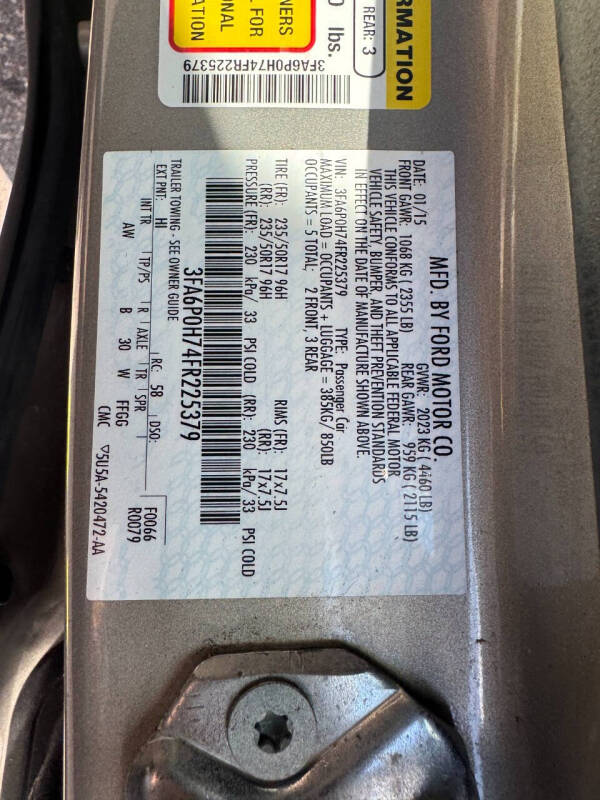 RMATION
REAR: 3
0 lbs.
NERS
L FOR
ONAL
ATION
3FA6P0H74FR225379
MFD. BY FORD MOTOR CO.
DATE: 01/15 GVWR: 2023 KG ( 4460 LB)
FRONT GAWR: 1068 KG ( 2355 LB) REAR GAWR: 959 KG ( 2115 LB)
THIS VEHICLE CONFORMS TO ALL APPLICABLE FEDERAL MOTOR
VEHICLE SAFETY, BUMPER, AND THEFT PREVENTION STANDARDS
IN EFFECT ON THE DATE OF MANUFACTURE SHOWN ABOVE.
VIN: 3FA6P0H74FR225379 TYPE: Passenger Car
MAXIMUM LOAD = OCCUPANTS + LUGGAGE = 385KG/ 850LB
OCCUPANTS = 5 TOTAL; 2 FRONT, 3 REAR
TIRE (FR): 235/50R17 96H RIMS (FR): 17x7.5J
(RR): 235/50R17 96H (RR): 17x7.5J
PRESSURE (FR): 230 kPa/ 33 PSI COLD (RR): 230 kPa/ 33 PSI COLD
3FA6P0H74FR225379
TRAILER TOWING - SEE OWNER GUIDE
EXT PNT: HI RC: 58 DSO: F0066
R0079
INT TR TP/PS R AXLE TR SPR
AW B 30 W FFGG
CMC 5U5A-5420472-AA